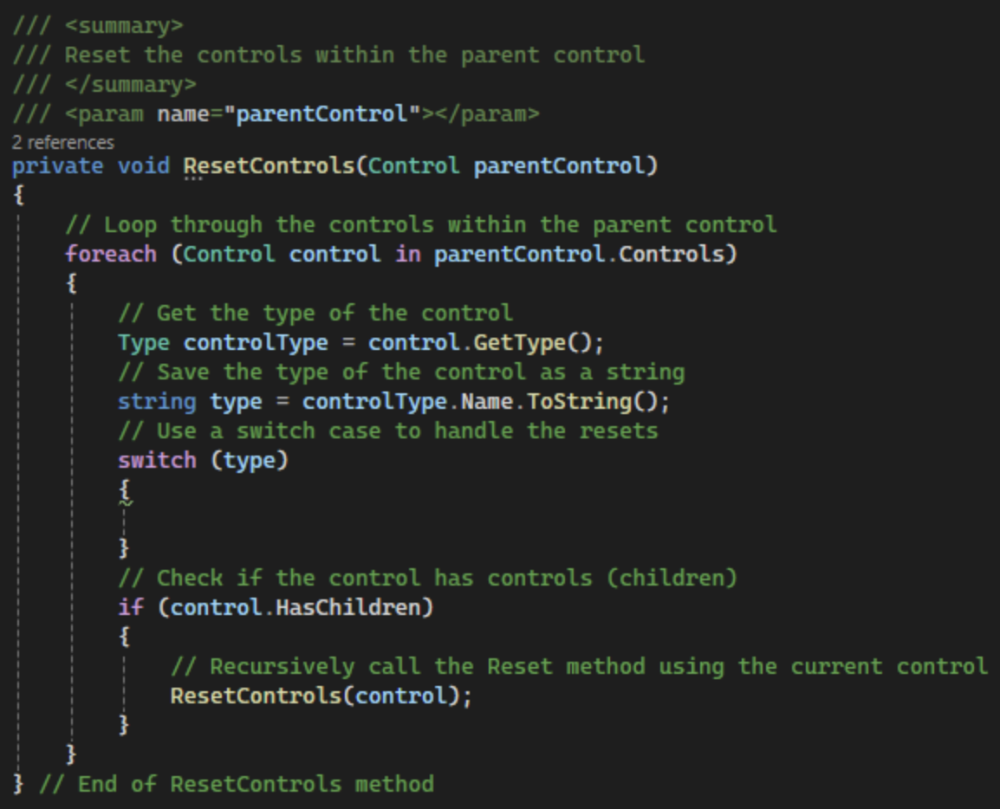 /// <summary>
/// Reset the controls within the parent control
/// </summary>
/// <param name="parentControl"></param>
2 references
private void ResetControls(Control parentControl)
{
// Loop through the controls within the parent control
foreach (Control control in parentControl.Controls)
{
// Get the type of the control
Type controlType = control.GetType();
// Save the type of the control as a string
string type = controlType.Name.ToString();
// Use a switch case to handle the resets
switch (type)
{
}
// Check if the control has controls (children)
if (control.HasChildren)
{
// Recursively call the Reset method using the current control
ResetControls(control);
}
}
} // End of ResetControls method